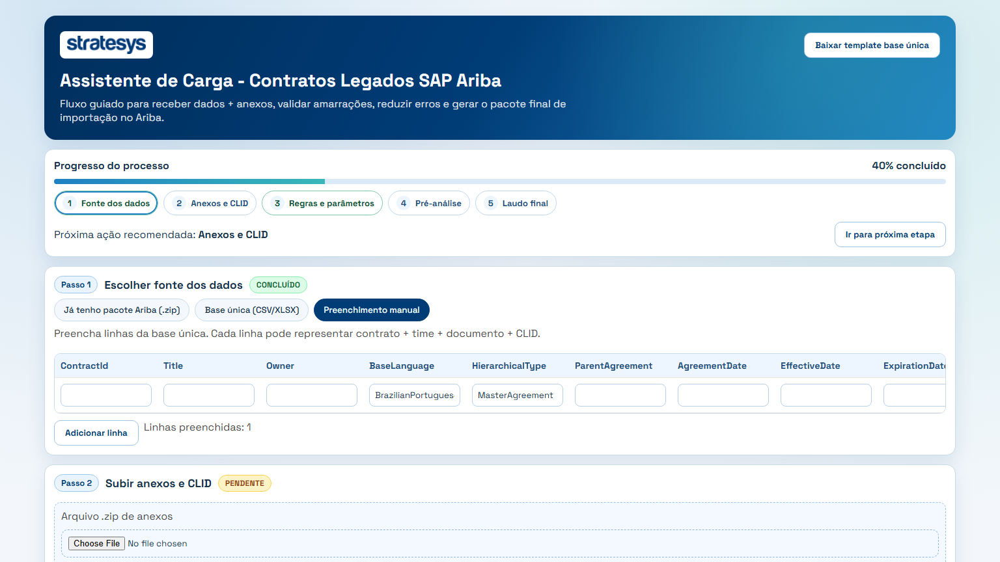 stratesys
Baixar template base única
Assistente de Carga - Contratos Legados SAP Ariba
Fluxo guiado para receber dados + anexos, validar amarrações, reduzir erros e gerar o pacote final de
importação no Ariba.
Progresso do processo
40% concluído
1 Fonte dos dados
2 Anexos e CLID
3 Regras e parâmetros
4 Pré-análise
5 Laudo final
Próxima ação recomendada: Anexos e CLID
Ir para próxima etapa
Passo 1 Escolher fonte dos dados CONCLUÍDO
Já tenho pacote Ariba (.zip)
Base única (CSV/XLSX)
Preenchimento manual
Preencha linhas da base única. Cada linha pode representar contrato + time + documento + CLID.
ContractId Title Owner BaseLanguage HierarchicalType ParentAgreement AgreementDate EffectiveDate ExpirationDate
BrazilianPortugues MasterAgreement
Adicionar linha
Linhas preenchidas: 1
Passo 2 Subir anexos e CLID PENDENTE
Arquivo .zip de anexos
Choose File No file chosen